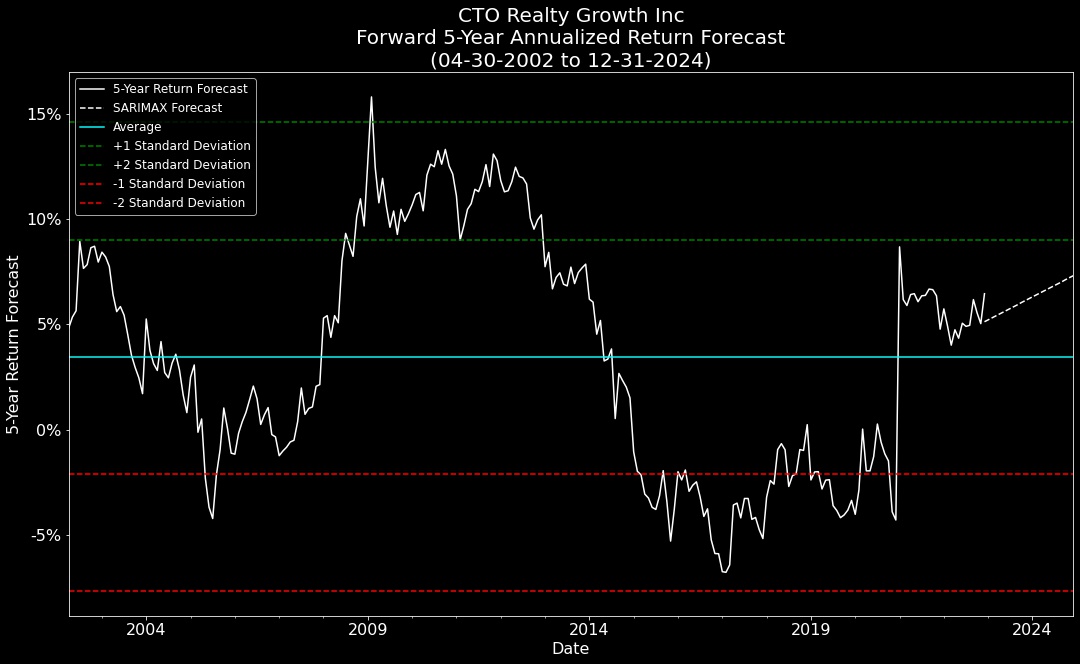 CTO Realty Growth Inc
Forward 5-Year Annualized Return Forecast
(04-30-2002 to 12-31-2024)
5-Year Return Forecast
SARIMAX Forecast
Average
+1 Standard Deviation
+2 Standard Deviation
-1 Standard Deviation
-2 Standard Deviation
15%
10%
5%
0%
-5%
5-Year Return Forecast
2004
2009
2014
2019
2024
Date